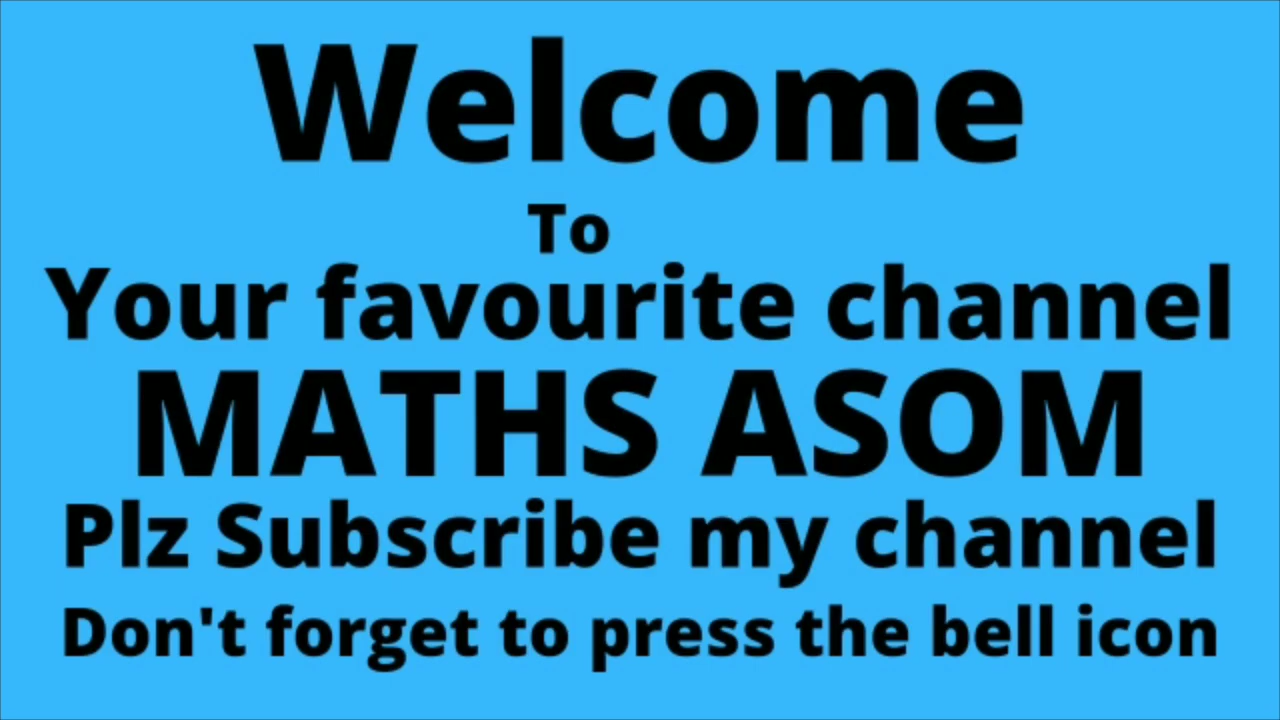 Welcome
To
Your favourite channel
MATHS ASOM
Plz Subscribe my channel
Don't forget to press the bell icon